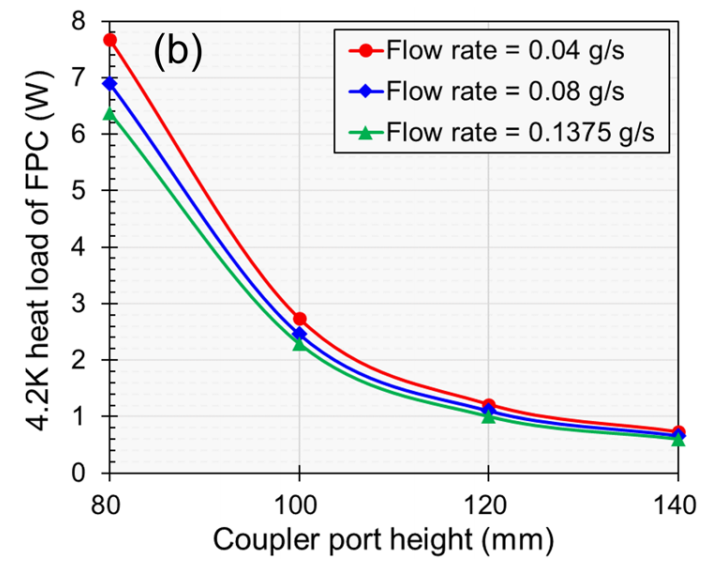 (b)
Flow rate = 0.04 g/s
Flow rate = 0.08 g/s
Flow rate = 0.1375 g/s
4.2K heat load of FPC (W)
8
7
6
5
4
3
2
1
0
80 100 120 140
Coupler port height (mm)